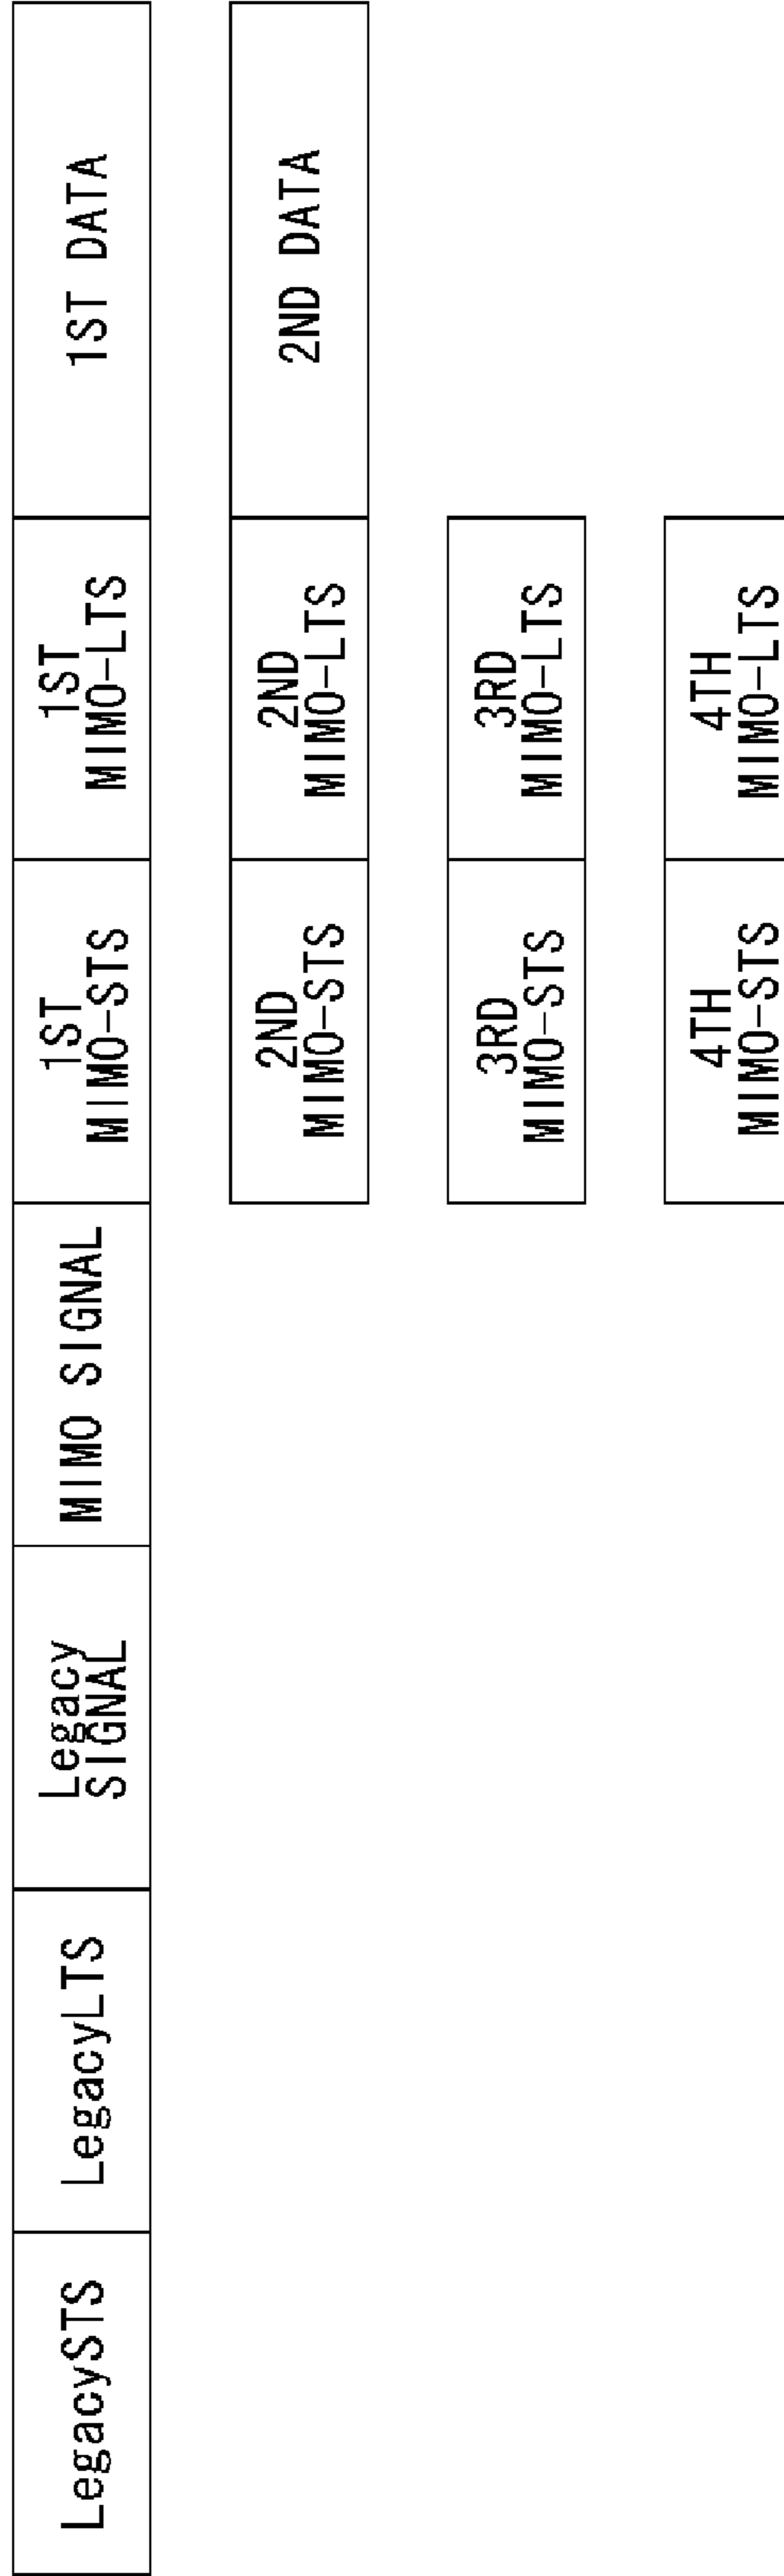 LegacySTS
LegacyLTS
Legacy
SIGNAL
MIMO SIGNAL
1ST
MIMO-STS
1ST
MIMO-LTS
1ST DATA
2ND
MIMO-STS
2ND
MIMO-LTS
2ND DATA
3RD
MIMO-STS
3RD
MIMO-LTS
4TH
MIMO-STS
4TH
MIMO-LTS